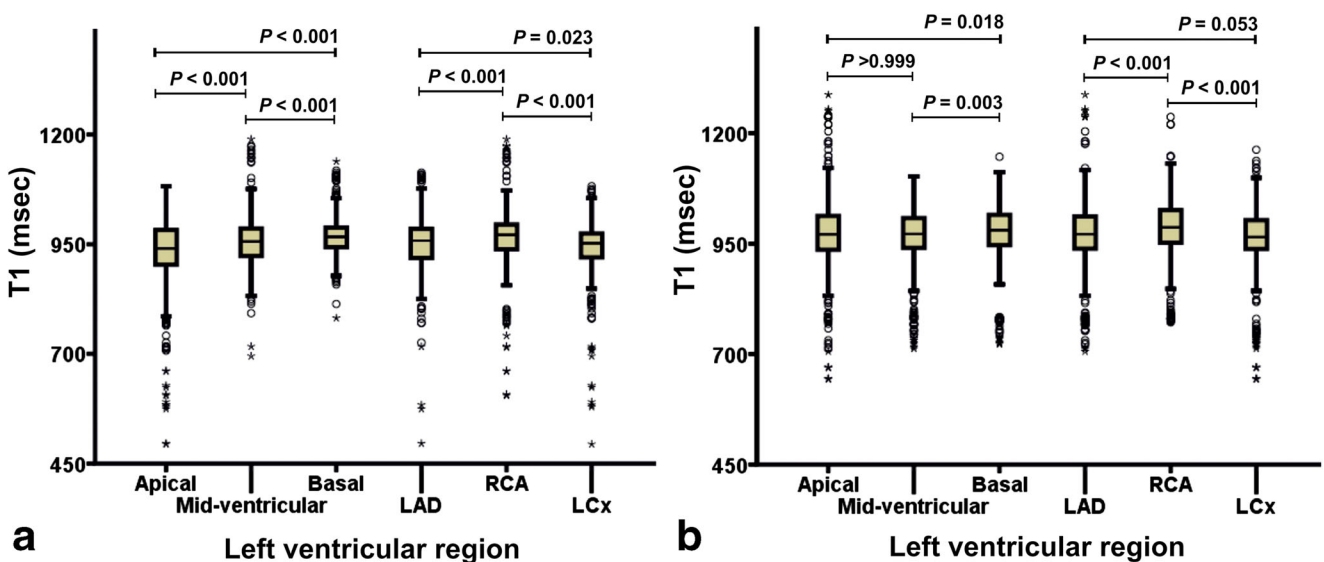 P < 0.001
P = 0.023
P < 0.001
P < 0.001
P < 0.001
P < 0.001
1200
950
700
450
T1 (msec)
Apical
Basal
RCA
Mid-ventricular
LAD
LCx
a
Left ventricular region
P = 0.018
P = 0.053
P >0.999
P < 0.001
P = 0.003
P < 0.001
1200
950
700
450
T1 (msec)
Apical
Basal
RCA
Mid-ventricular
LAD
LCx
b
Left ventricular region